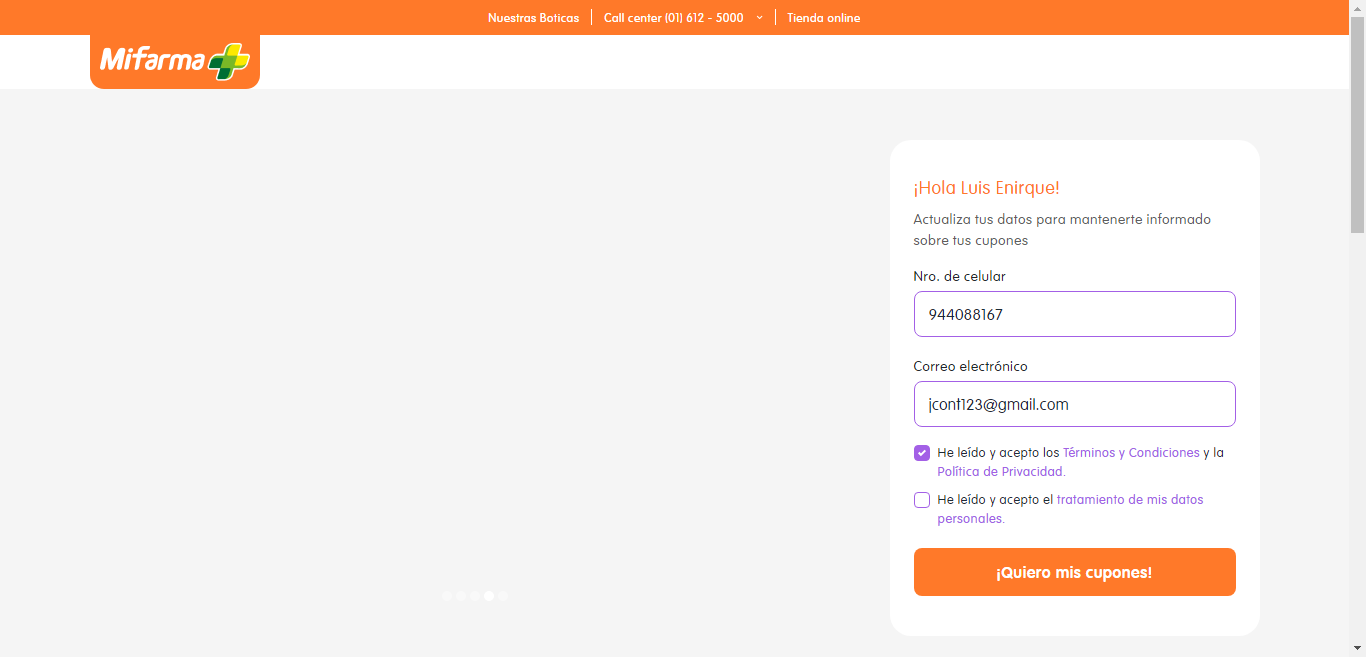 Nuestras Boticas Call center (01) 612 - 5000 Tienda online
Mifarma
¡Hola Luis Enirque!
Actualiza tus datos para mantenerte informado
sobre tus cupones
Nro. de celular
944088167
Correo electrónico
jcont123@gmail.com
He leído y acepto los Términos y Condiciones y la
Política de Privacidad.
He leído y acepto el tratamiento de mis datos
personales.
¡Quiero mis cupones!